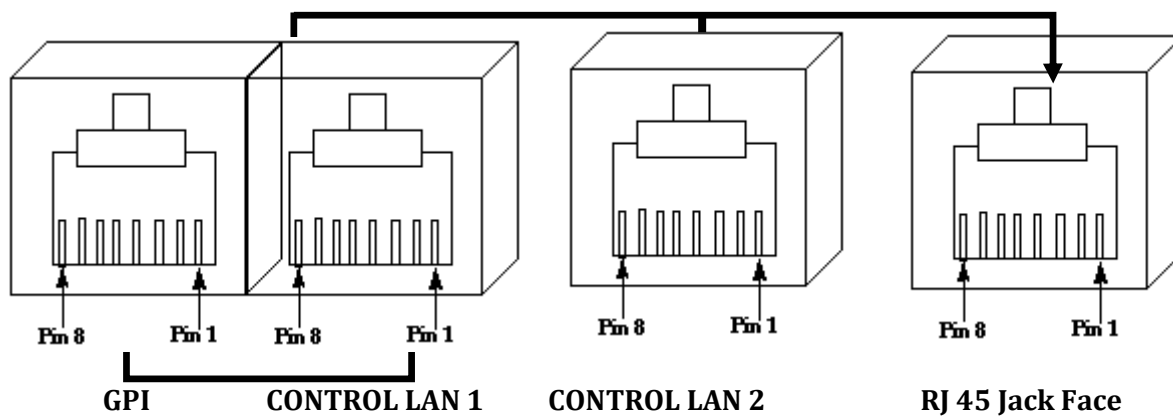 Pin 8 Pin 1 Pin 8 Pin 1 Pin 8 Pin 1 Pin 8 Pin 1
GPI CONTROL LAN 1 CONTROL LAN 2 RJ 45 Jack Face